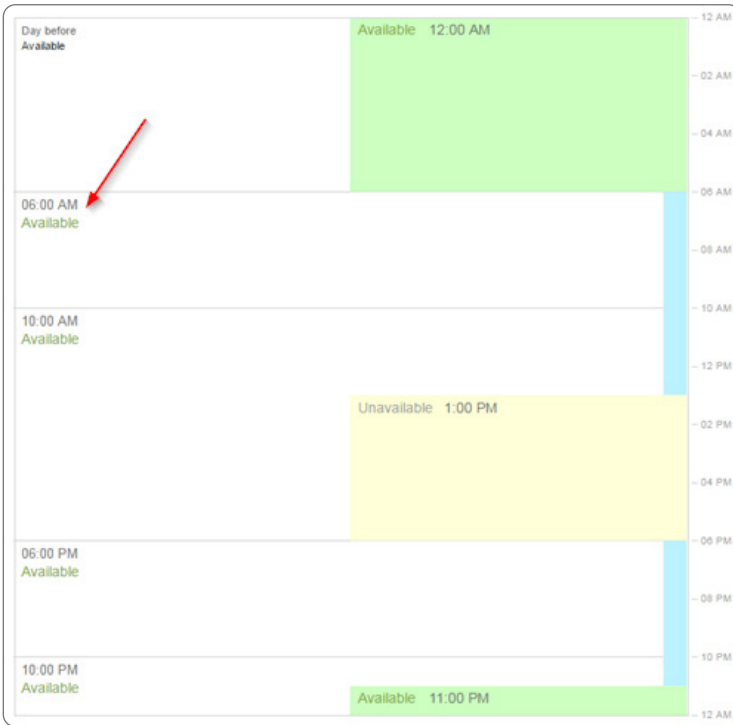 Day before
Available
Available 12:00 AM
12 AM
02 AM
04 AM
06 AM
06:00 AM
Available
08 AM
10 AM
10:00 AM
Available
12 PM
Unavailable 1:00 PM
02 PM
04 PM
06 PM
06:00 PM
Available
08 PM
10 PM
10:00 PM
Available
Available 11:00 PM
12 AM